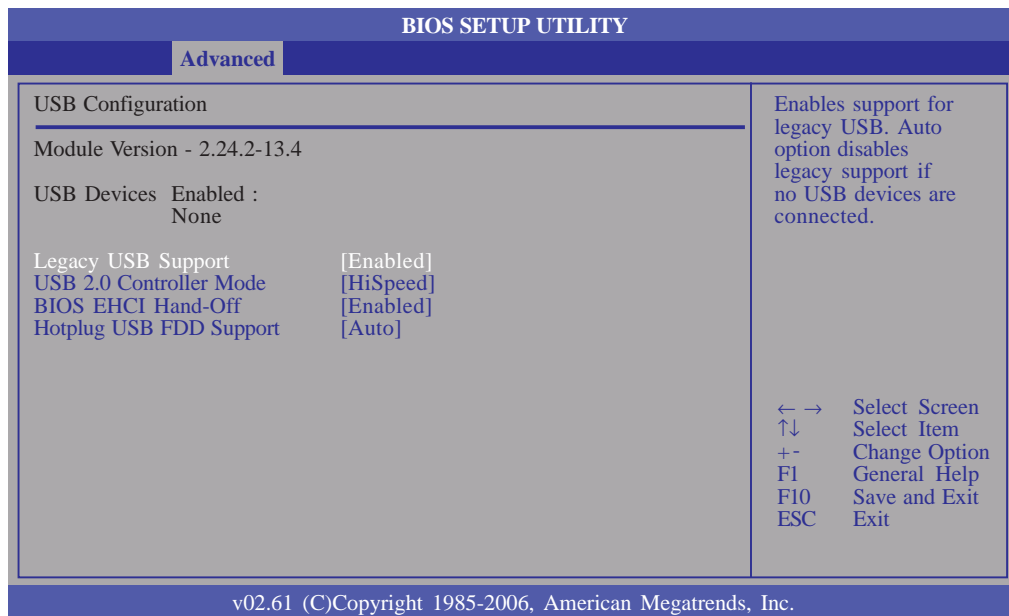 BIOS SETUP UTILITY
Advanced
USB Configuration
Module Version - 2.24.2-13.4
USB Devices Enabled :
None
Legacy USB Support [Enabled]
USB 2.0 Controller Mode [HiSpeed]
BIOS EHCI Hand-Off [Enabled]
Hotplug USB FDD Support [Auto]
Enables support for
legacy USB. Auto
option disables
legacy support if
no USB devices are
connected.
← → Select Screen
↑↓ Select Item
+- Change Option
F1 General Help
F10 Save and Exit
ESC Exit
v02.61 (C)Copyright 1985-2006, American Megatrends, Inc.